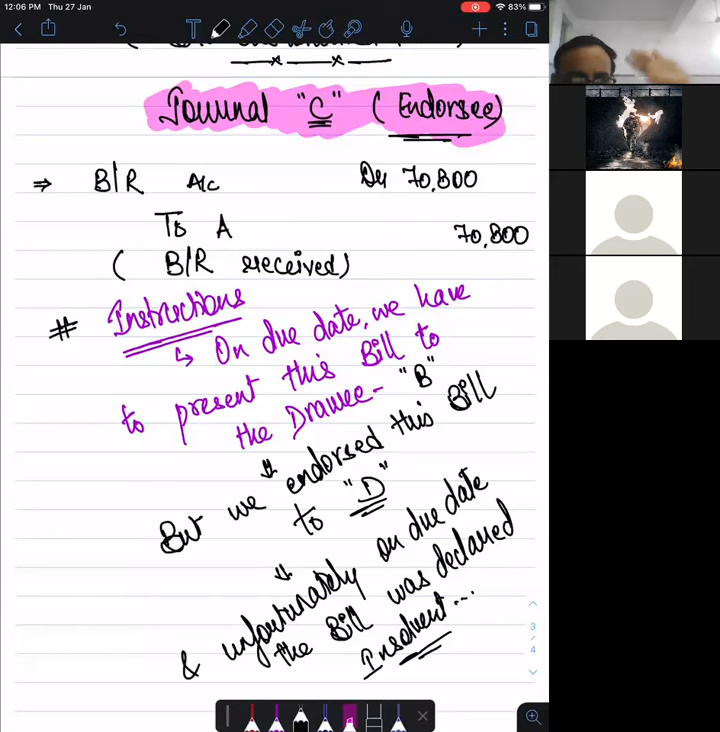 12:06 PM Thu 27 Jan
83%
Journal "C" (Endorsee)
⇒ B/R A/c Dr 70,800
To A 70,800
( B/R received)
# Instructions
↳ On due date, we have
to present this Bill to
the Drawee- "B"
↓
But we endorsed this Bill
to "D"
↓
& unfourtunately on due date
the Bill was declared
Insolvent...
3
/
4